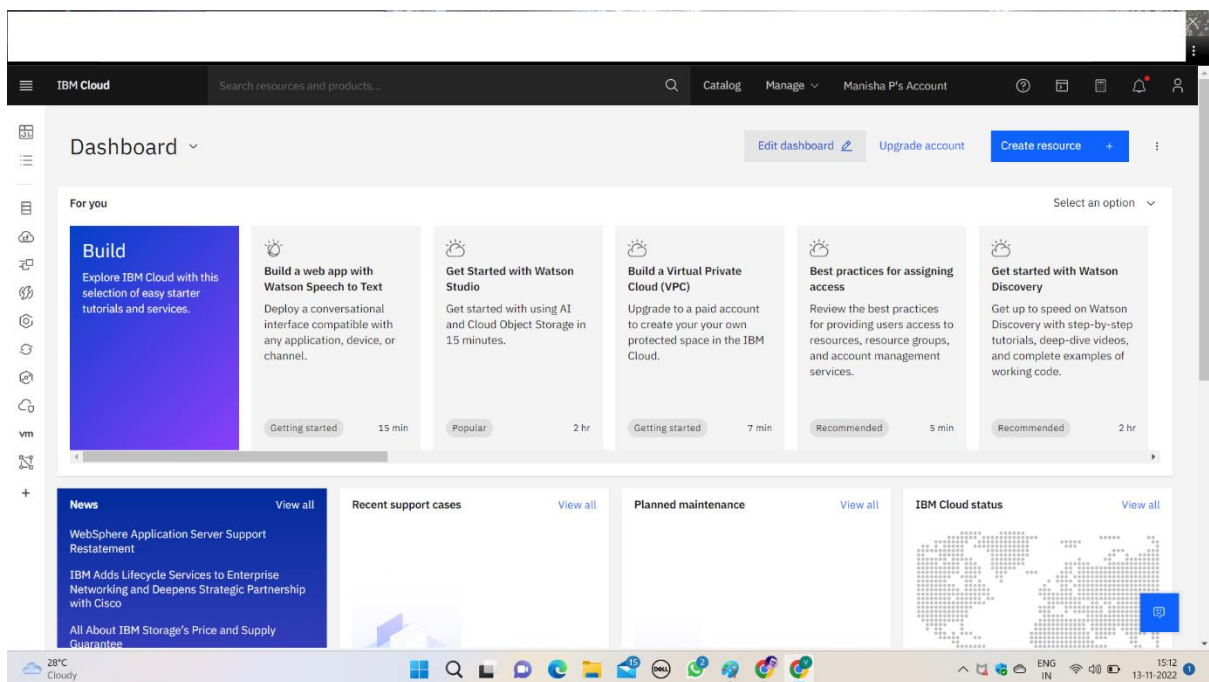 IBM Cloud
Search resources and products...
Catalog
Manage
Manisha P's Account
Dashboard
Edit dashboard
Upgrade account
Create resource +
For you
Select an option
Build
Explore IBM Cloud with this
selection of easy starter
tutorials and services.
Build a web app with
Watson Speech to Text
Deploy a conversational
interface compatible with
any application, device, or
channel.
Getting started
15 min
Get Started with Watson
Studio
Get started with using AI
and Cloud Object Storage in
15 minutes.
Popular
2 hr
Build a Virtual Private
Cloud (VPC)
Upgrade to a paid account
to create your your own
protected space in the IBM
Cloud.
Getting started
7 min
Best practices for assigning
access
Review the best practices
for providing users access to
resources, resource groups,
and account management
services.
Recommended
5 min
Get started with Watson
Discovery
Get up to speed on Watson
Discovery with step-by-step
tutorials, deep-dive videos,
and complete examples of
working code.
Recommended
2 hr
vm
News
View all
WebSphere Application Server Support
Restatement
IBM Adds Lifecycle Services to Enterprise
Networking and Deepens Strategic Partnership
with Cisco
All About IBM Storage's Price and Supply
Guarantee
Recent support cases
View all
Planned maintenance
View all
IBM Cloud status
View all
28°C
Cloudy
15
DELL
2
ENG
IN
15:12
13-11-2022
1